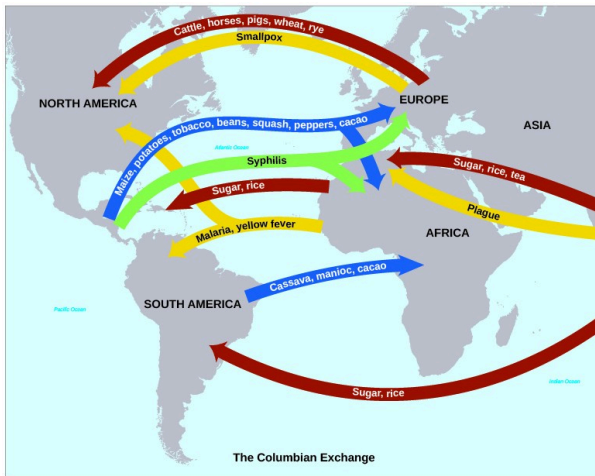 Cattle, horses, pigs, wheat, rye
Smallpox
NORTH AMERICA
EUROPE
ASIA
Maize, potatoes, tobacco, beans, squash, peppers, cacao
Atlantic Ocean
Syphilis
Sugar, rice, tea
Sugar, rice
Plague
Malaria, yellow fever
AFRICA
Cassava, manioc, cacao
SOUTH AMERICA
Pacific Ocean
Indian Ocean
Sugar, rice
The Columbian Exchange